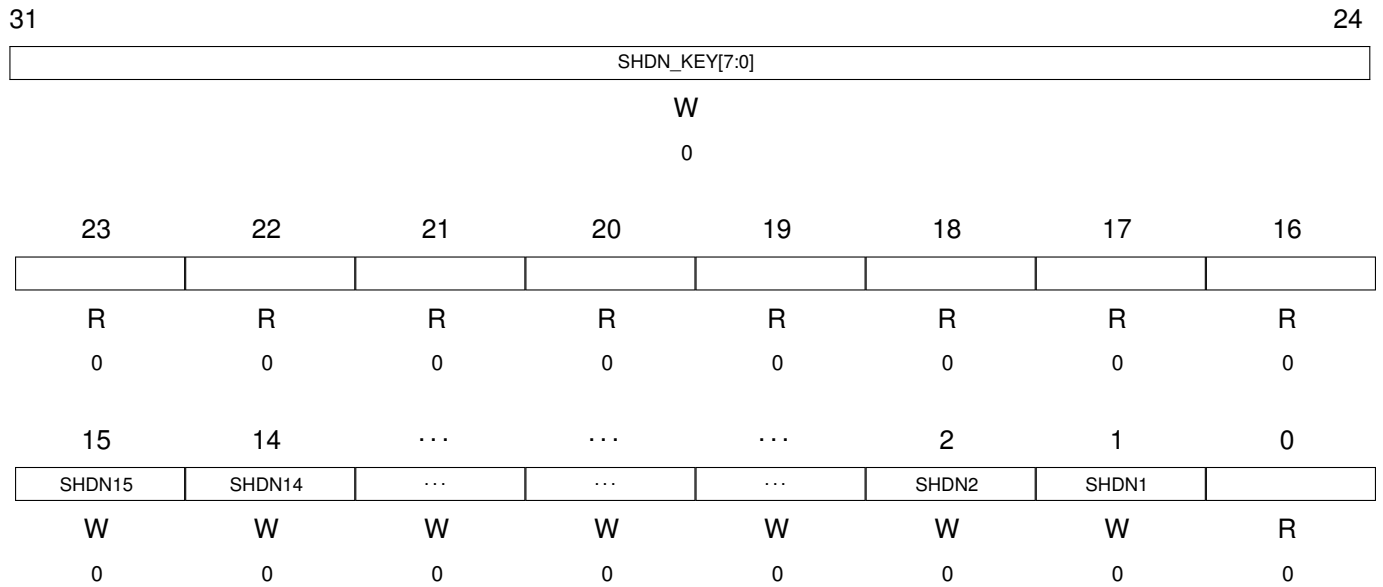 31 24
SHDN_KEY[7:0]
W
0
23 22 21 20 19 18 17 16
R R R R R R R R
0 0 0 0 0 0 0 0
15 14 ··· ··· ··· 2 1 0
SHDN15 SHDN14 ··· ··· ··· SHDN2 SHDN1
W W W W W W W R
0 0 0 0 0 0 0 0